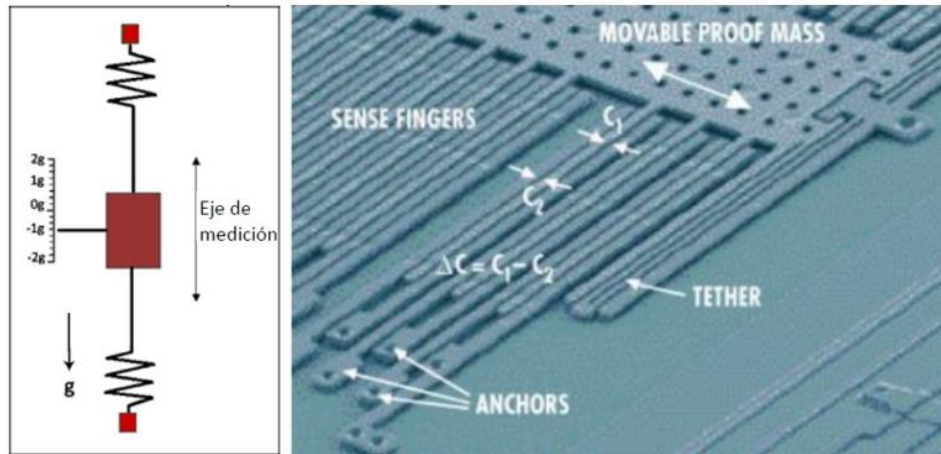 2g
1g
0g
-1g
-2g
Eje de
medición
g
MOVABLE PROOF MASS
SENSE FINGERS
C₁
C₂
ΔC = C₁ – C₂
TETHER
ANCHORS